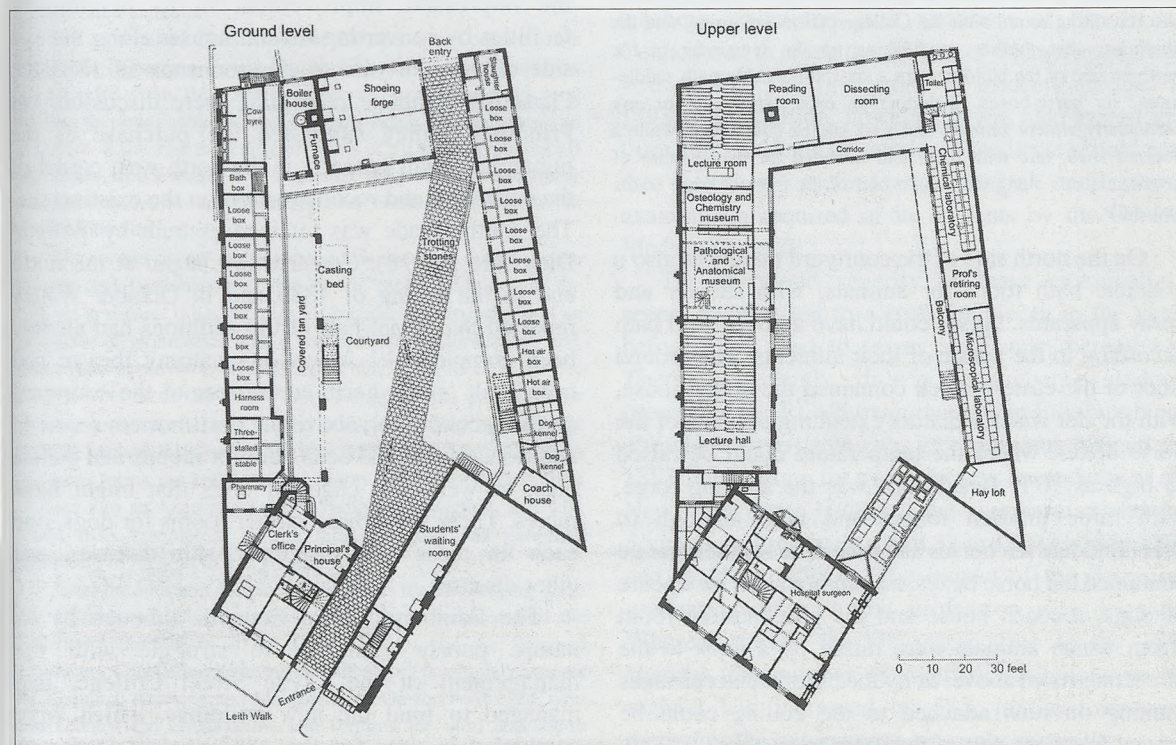 Ground level
Back
Boiler
house
Shoeing
forge
Slaughter
house
Cow
byre
Furnace
Loose
box
Loose
box
Loose
box
Bath
box
Loose
box
Loose
box
Loose
box
Loose
box
Loose
box
Harness
room
Three-
stalled
stable
Pharmacy
Covered tan yard
Casting
bed
Courtyard
Trotting
stones
Loose
box
Loose
box
Loose
box
Loose
box
Loose
box
Loose
box
Hot air
box
Hot air
box
Dog
kennel
Dog
kennel
Coach
house
Clerk's
office
Principal's
house
Students'
waiting
room
Entrance
Leith Walk
Upper level
Reading
room
Dissecting
room
Toilet
Corridor
Lecture room
Osteology and
Chemistry
museum
Pathological
and
Anatomical
museum
Lecture hall
Chemical laboratory
Prof's
retiring
room
Balcony
Microscopical laboratory
Hay loft
Hospital surgeon
0 10 20 30 feet